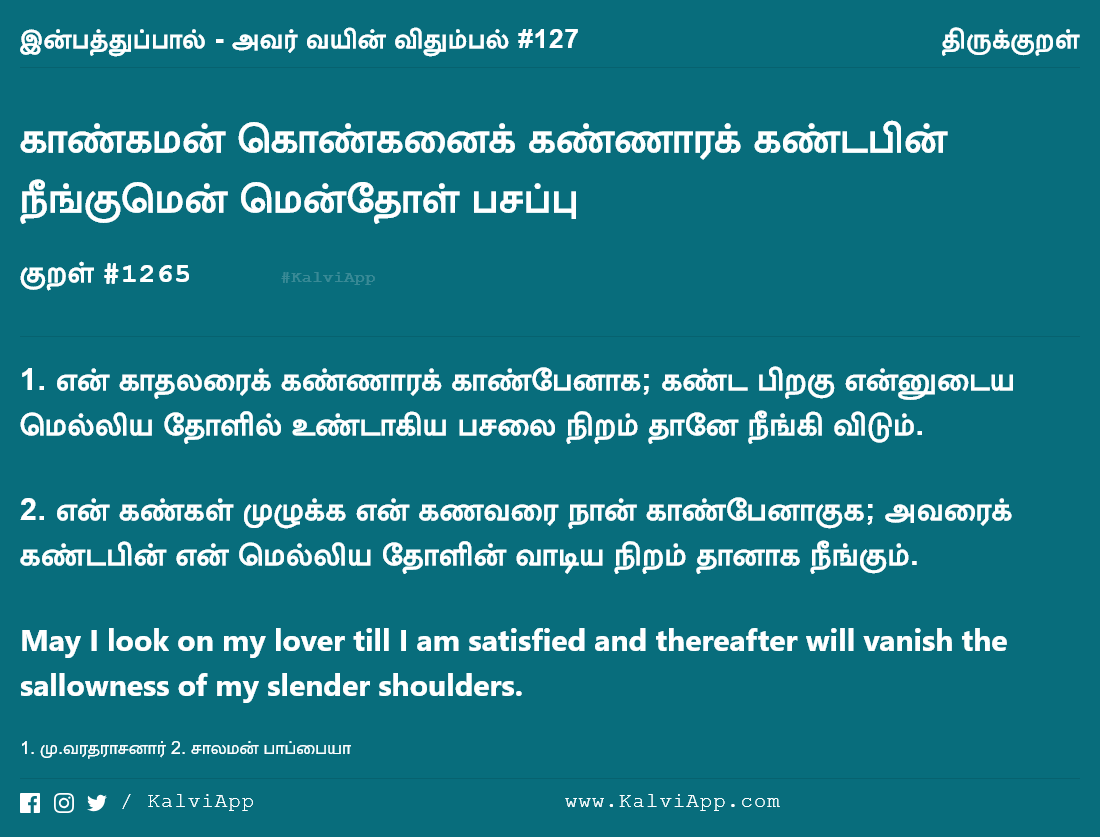 இன்பத்துப்பால் - அவர் வயின் விதும்பல் #127
திருக்குறள்
காண்கமன் கொண்கனைக் கண்ணாரக் கண்டபின்
நீங்குமென் மென்தோள் பசப்பு
குறள் #1265
#KalviApp
1. என் காதலரைக் கண்ணாரக் காண்பேனாக; கண்ட பிறகு என்னுடைய
மெல்லிய தோளில் உண்டாகிய பசலை நிறம் தானே நீங்கி விடும்.
2. என் கண்கள் முழுக்க என் கணவரை நான் காண்பேனாகுக; அவரைக்
கண்டபின் என் மெல்லிய தோளின் வாடிய நிறம் தானாக நீங்கும்.
May I look on my lover till I am satisfied and thereafter will vanish the
sallowness of my slender shoulders.
1. மு.வரதராசனார் 2. சாலமன் பாப்பையா
/ KalviApp
www.KalviApp.com